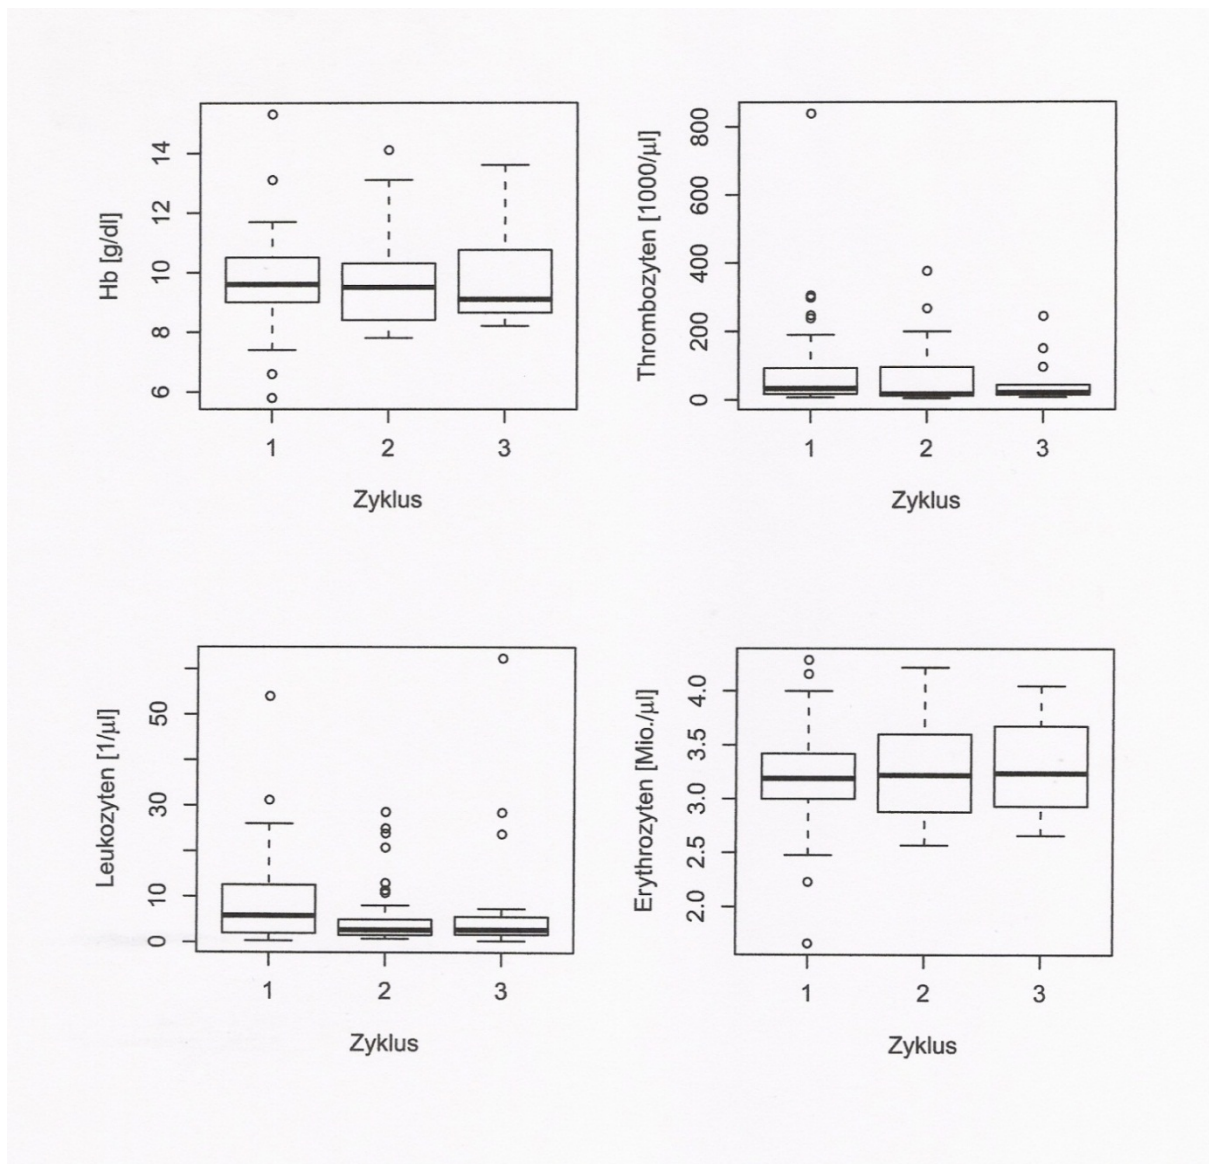 Hb [g/dl]
14
12
10
8
6
1 2 3
Zyklus
Thrombozyten [1000/μl]
800
600
400
200
0
1 2 3
Zyklus
Leukozyten [1/μl]
50
30
10
0
1 2 3
Zyklus
Erythrozyten [Mio./μl]
4.0
3.5
3.0
2.5
2.0
1 2 3
Zyklus